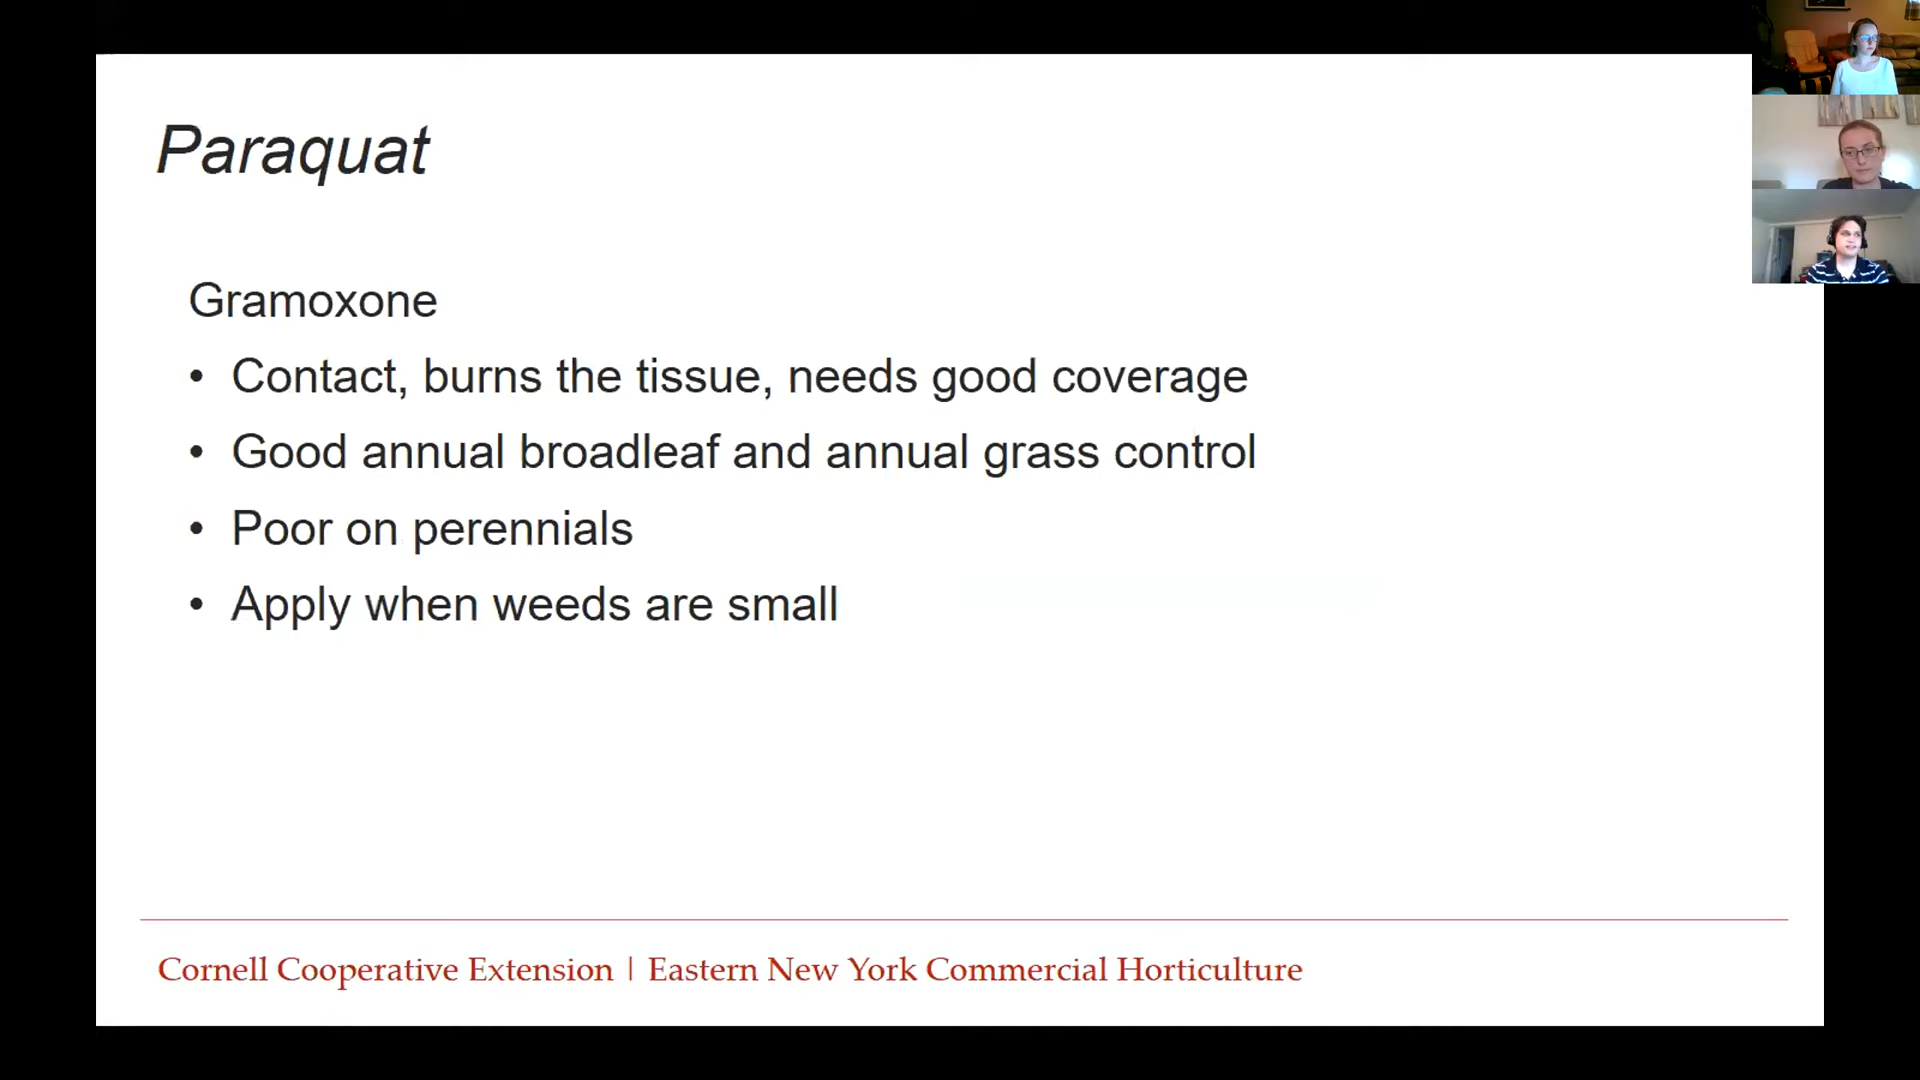 Paraquat
Gramoxone
• Contact, burns the tissue, needs good coverage
• Good annual broadleaf and annual grass control
• Poor on perennials
• Apply when weeds are small
Cornell Cooperative Extension | Eastern New York Commercial Horticulture